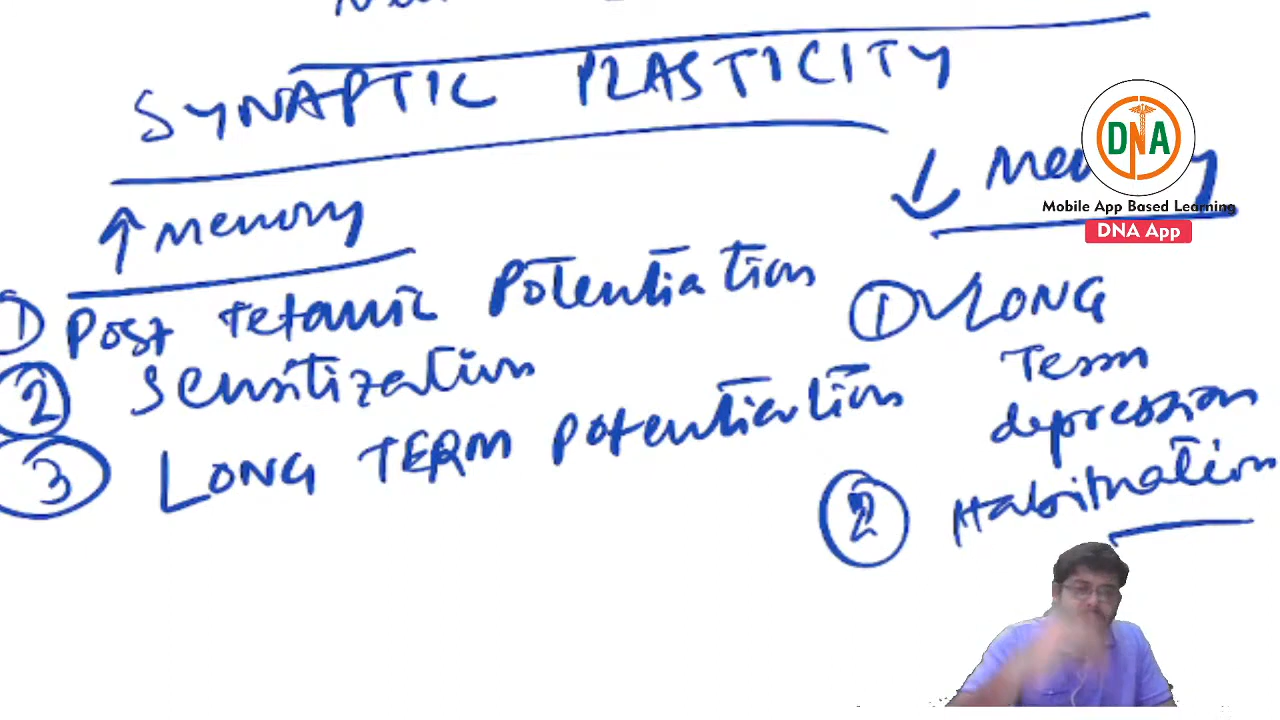 SYNAPTIC PLASTICITY
↑ Memory
① Post Tetanic Potentiation
② Sensitization
③ LONG TERM Potentiation
↓
① ✓ LONG
Term
depression
② Habituation
DNA
Mobile App Based Learning
DNA App